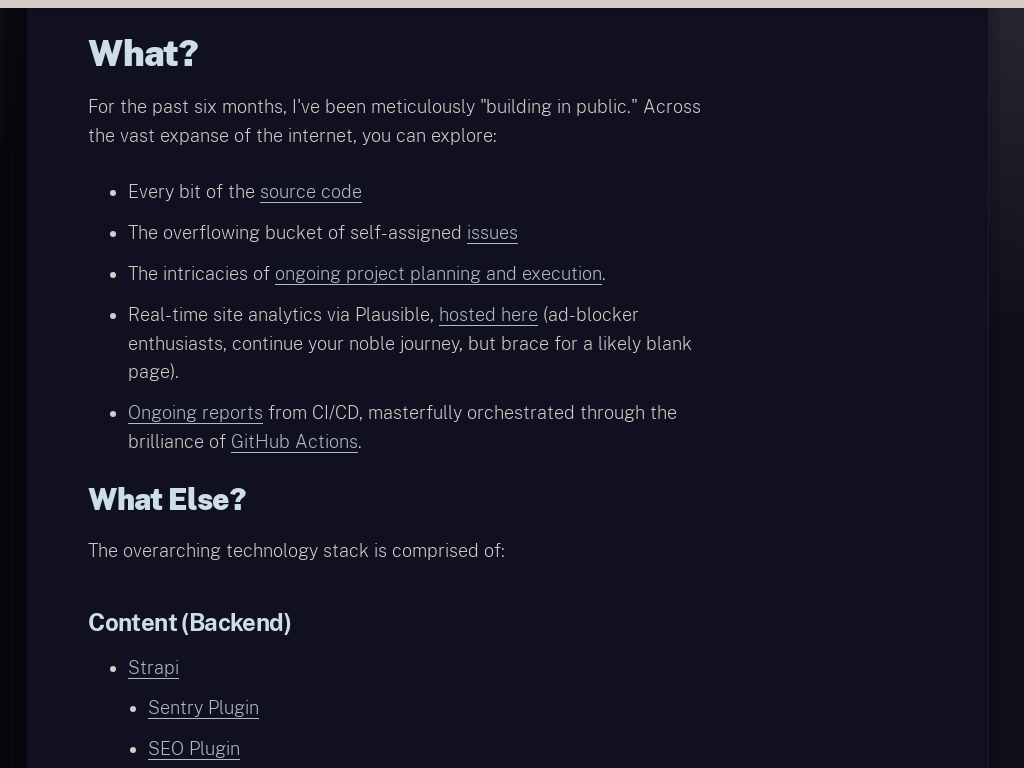 What?
For the past six months, I've been meticulously "building in public." Across
the vast expanse of the internet, you can explore:
Every bit of the source code
The overflowing bucket of self-assigned issues
The intricacies of ongoing project planning and execution.
Real-time site analytics via Plausible, hosted here (ad-blocker
enthusiasts, continue your noble journey, but brace for a likely blank
page).
Ongoing reports from CI/CD, masterfully orchestrated through the
brilliance of GitHub Actions.
What Else?
The overarching technology stack is comprised of:
Content (Backend)
Strapi
Sentry Plugin
SEO Plugin